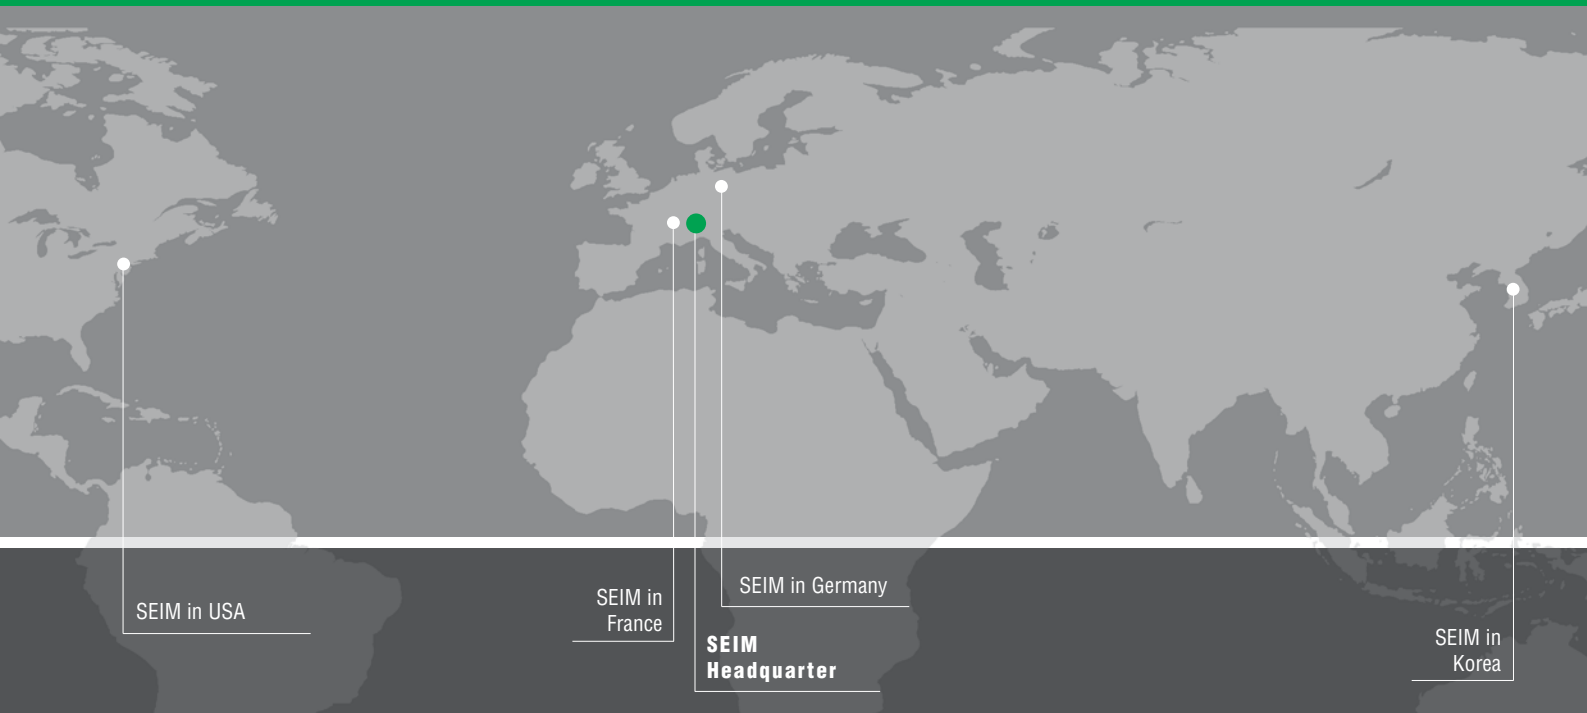 SEIM in USA
SEIM in
France
SEIM in Germany
SEIM
Headquarter
SEIM in
Korea